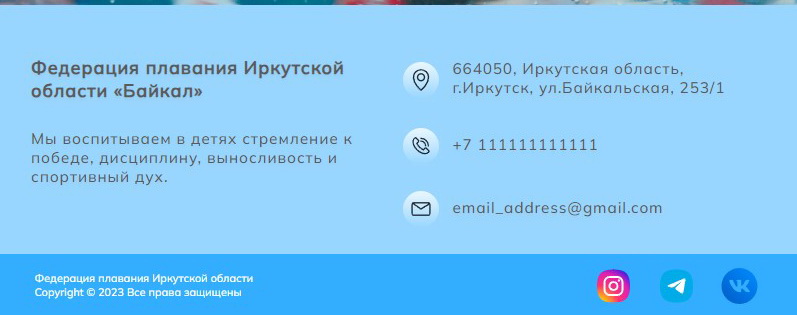 Федерация плавания Иркутской
области «Байкал»
Мы воспитываем в детях стремление к
победе, дисциплину, выносливость и
спортивный дух.
664050, Иркутская область,
г.Иркутск, ул.Байкальская, 253/1
+7 111111111111
email_address@gmail.com
Федерация плавания Иркутской области
Copyright © 2023 Все права защищены